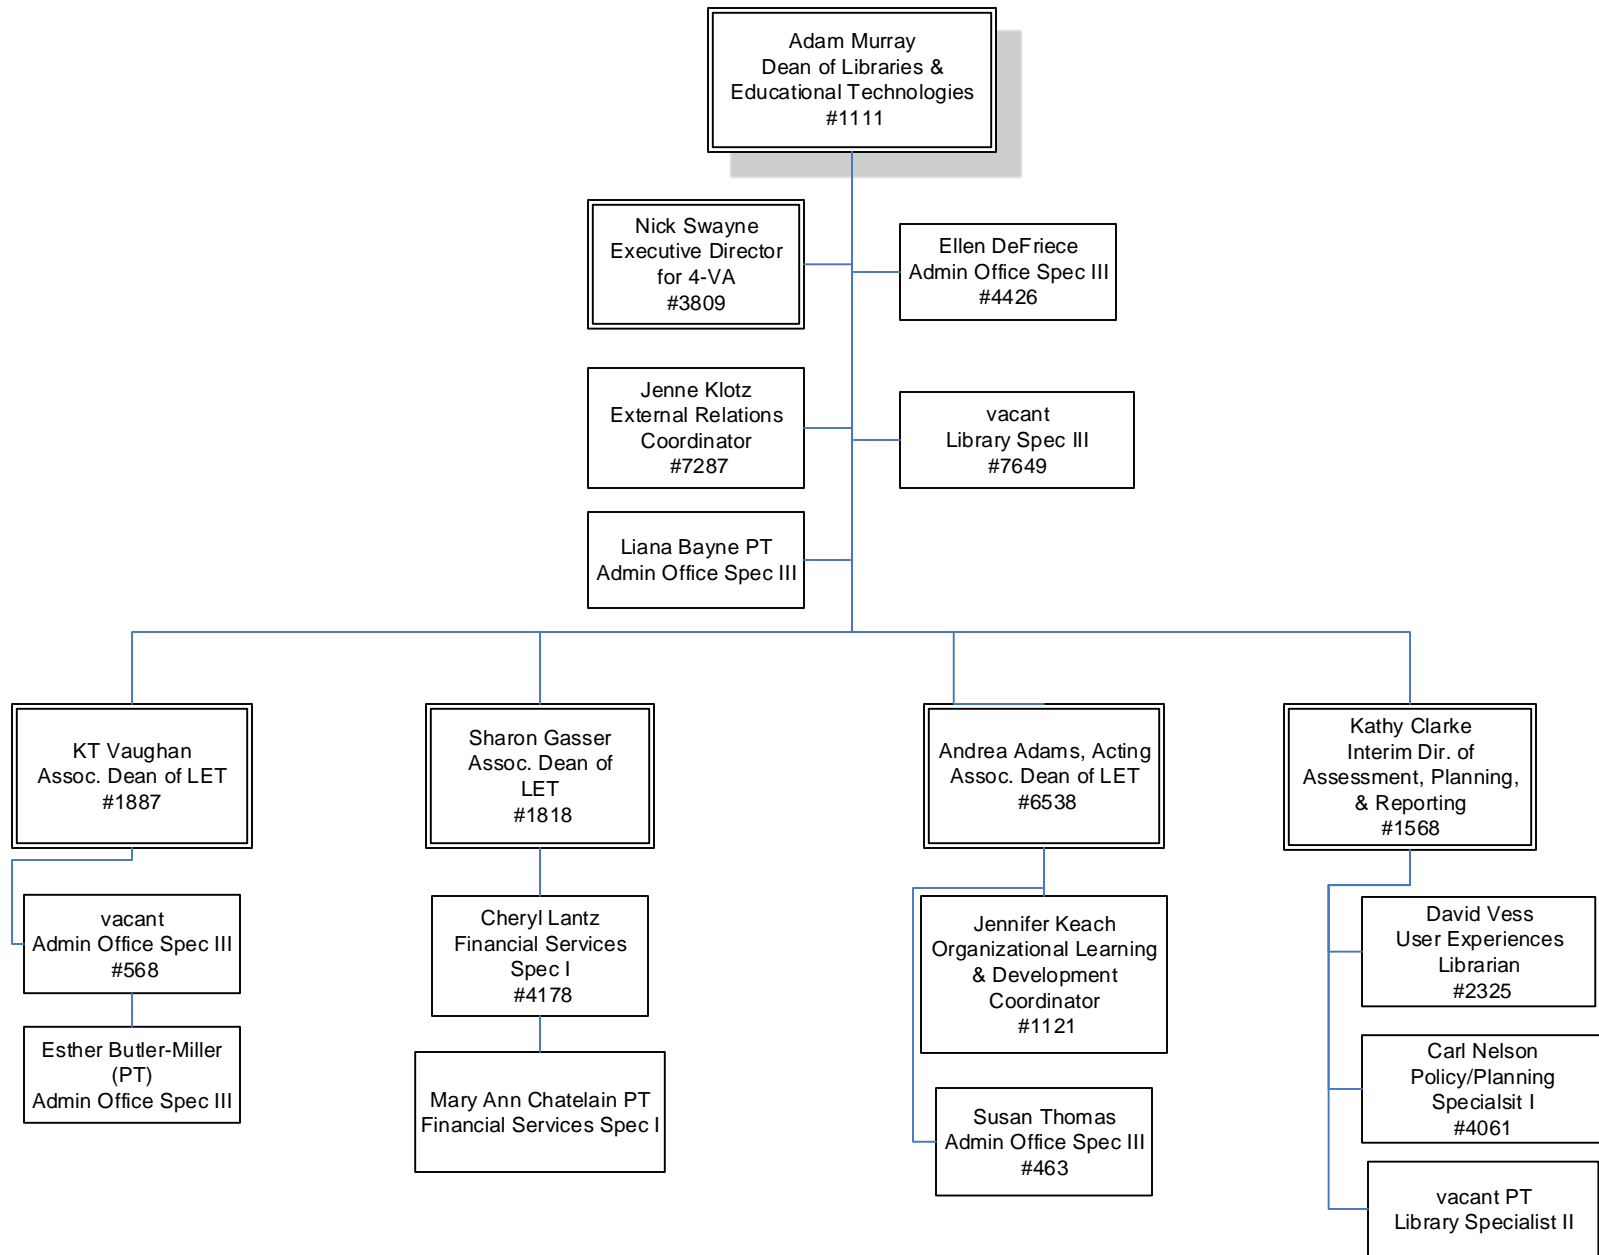 Adam Murray
Dean of Libraries &
Educational Technologies
#1111
Nick Swayne
Executive Director
for 4-VA
#3809
Ellen DeFriece
Admin Office Spec III
#4426
Jenne Klotz
External Relations
Coordinator
#7287
vacant
Library Spec III
#7649
Liana Bayne PT
Admin Office Spec III
KT Vaughan
Assoc. Dean of LET
#1887
Sharon Gasser
Assoc. Dean of
LET
#1818
Andrea Adams, Acting
Assoc. Dean of LET
#6538
Kathy Clarke
Interim Dir. of
Assessment, Planning,
& Reporting
#1568
vacant
Admin Office Spec III
#568
Esther Butler-Miller
(PT)
Admin Office Spec III
Cheryl Lantz
Financial Services
Spec I
#4178
Mary Ann Chatelain PT
Financial Services Spec I
Jennifer Keach
Organizational Learning
& Development
Coordinator
#1121
Susan Thomas
Admin Office Spec III
#463
David Vess
User Experiences
Librarian
#2325
Carl Nelson
Policy/Planning
Specialsit I
#4061
vacant PT
Library Specialist II